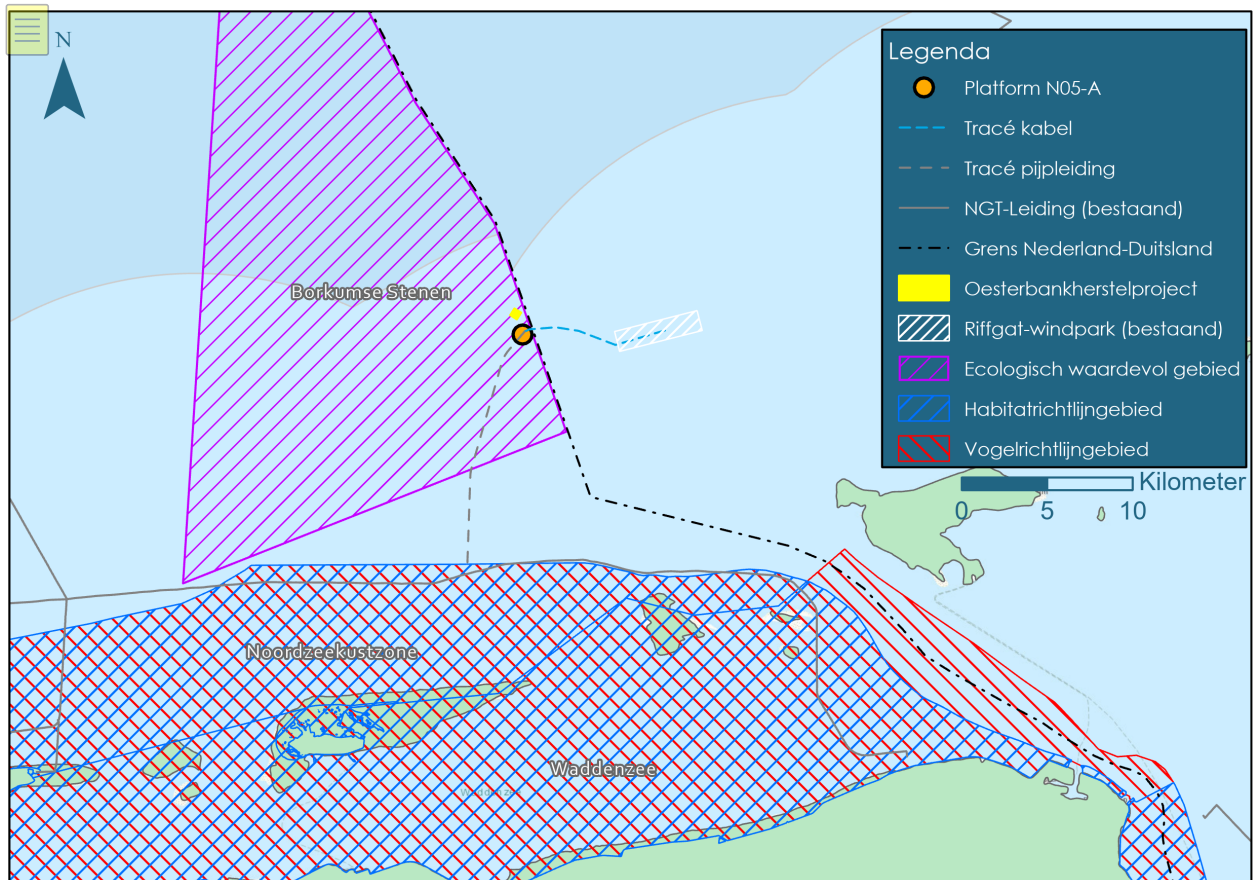 N
Legenda
Platform N05-A
Tracé kabel
Tracé pijpleiding
NGT-Leiding (bestaand)
Grens Nederland-Duitsland
Oesterbankherstelproject
Riffgat-windpark (bestaand)
Ecologisch waardevol gebied
Habitatrichtlijngebied
Vogelrichtlijngebied
Kilometer
0 5 10
Borkumse Stenen
Noordzeekustzone
Waddenzee
Waddenzee